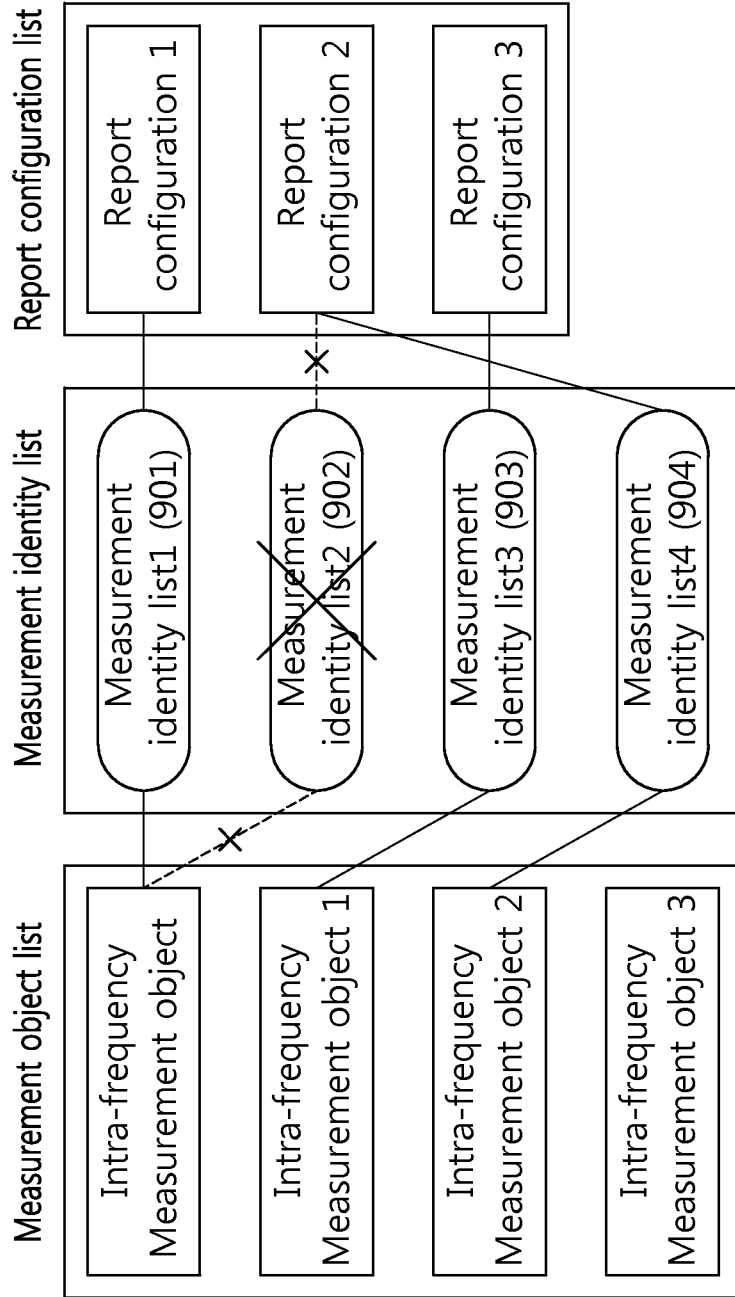 Measurement object list
Intra-frequency
Measurement object
Intra-frequency
Measurement object 1
Intra-frequency
Measurement object 2
Intra-frequency
Measurement object 3
Measurement identity list
Measurement
identity list1 (901)
Measurement
identity list2 (902)
Measurement
identity list3 (903)
Measurement
identity list4 (904)
Report configuration list
Report
configuration 1
Report
configuration 2
Report
configuration 3